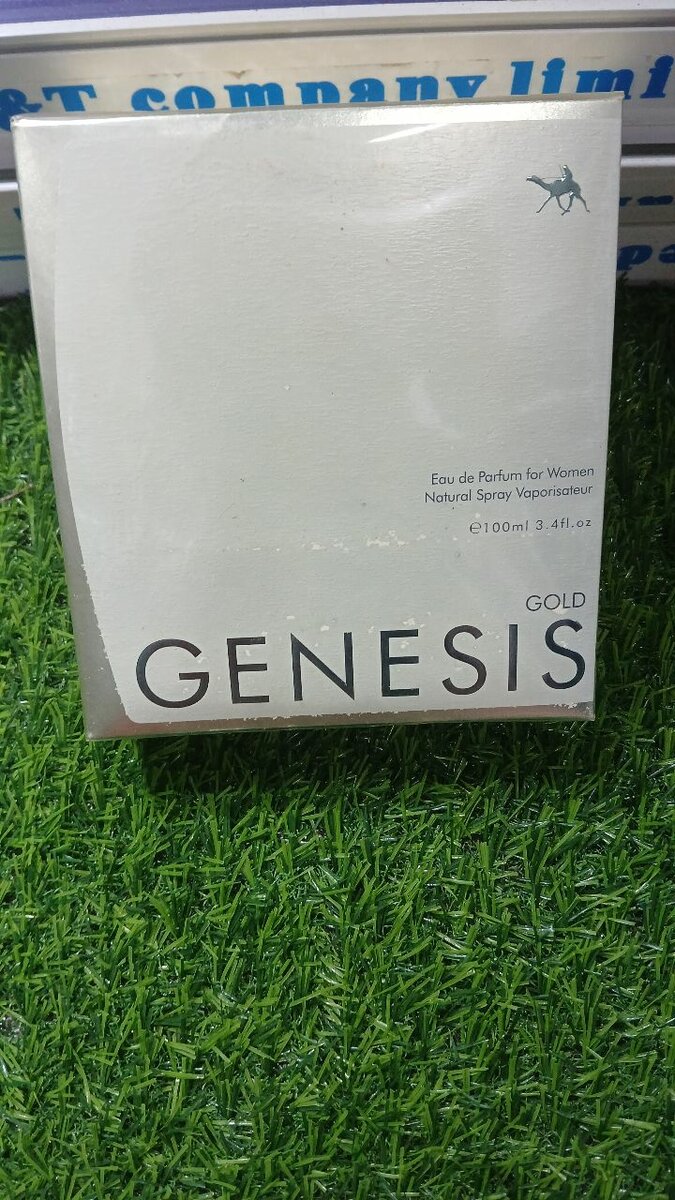 &T company limi
Eau de Parfum for Women
Natural Spray Vaporisateur
℮100ml 3.4fl.oz
GOLD
GENESIS